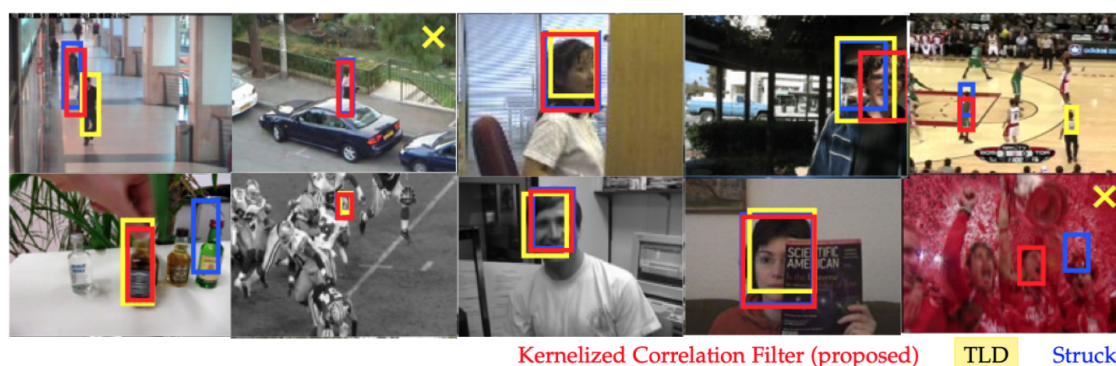 SCIENTIFIC
AMERICAN
Kernelized Correlation Filter (proposed) TLD Struck